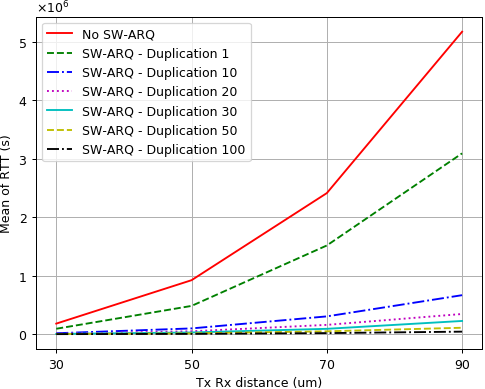 ×10⁶
No SW-ARQ
SW-ARQ - Duplication 1
SW-ARQ - Duplication 10
SW-ARQ - Duplication 20
SW-ARQ - Duplication 30
SW-ARQ - Duplication 50
SW-ARQ - Duplication 100
Mean of RTT (s)
5
4
3
2
1
0
30
50
70
90
Tx Rx distance (um)